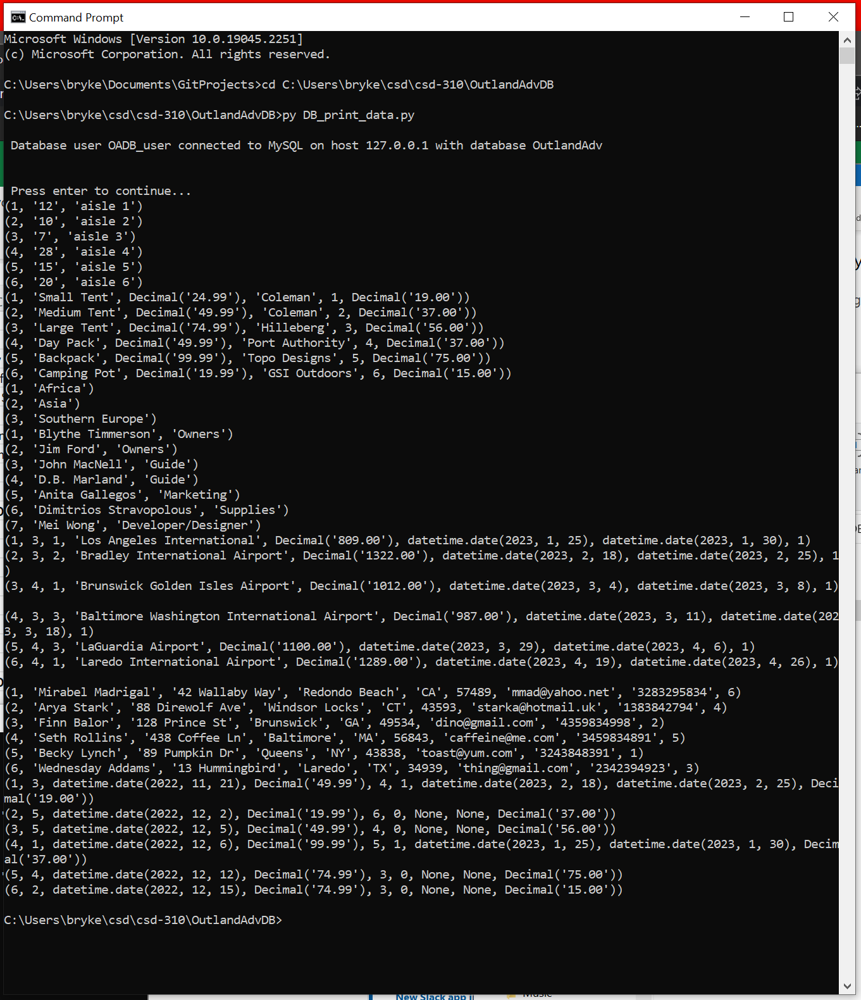 Command Prompt
Microsoft Windows [Version 10.0.19045.2251]
(c) Microsoft Corporation. All rights reserved.
C:\Users\bryke\Documents\GitProjects>cd C:\Users\bryke\csd\csd-310\OutlandAdvDB
C:\Users\bryke\csd\csd-310\OutlandAdvDB>py DB_print_data.py
Database user OADB_user connected to MySQL on host 127.0.0.1 with database OutlandAdv
Press enter to continue...
(1, '12', 'aisle 1')
(2, '10', 'aisle 2')
(3, '7', 'aisle 3')
(4, '28', 'aisle 4')
(5, '15', 'aisle 5')
(6, '20', 'aisle 6')
(1, 'Small Tent', Decimal('24.99'), 'Coleman', 1, Decimal('19.00'))
(2, 'Medium Tent', Decimal('49.99'), 'Coleman', 2, Decimal('37.00'))
(3, 'Large Tent', Decimal('74.99'), 'Hilleberg', 3, Decimal('56.00'))
(4, 'Day Pack', Decimal('49.99'), 'Port Authority', 4, Decimal('37.00'))
(5, 'Backpack', Decimal('99.99'), 'Topo Designs', 5, Decimal('75.00'))
(6, 'Camping Pot', Decimal('19.99'), 'GSI Outdoors', 6, Decimal('15.00'))
(1, 'Africa')
(2, 'Asia')
(3, 'Southern Europe')
(1, 'Blythe Timmerson', 'Owners')
(2, 'Jim Ford', 'Owners')
(3, 'John MacNell', 'Guide')
(4, 'D.B. Marland', 'Guide')
(5, 'Anita Gallegos', 'Marketing')
(6, 'Dimitrios Stravopolous', 'Supplies')
(7, 'Mei Wong', 'Developer/Designer')
(1, 3, 1, 'Los Angeles International', Decimal('809.00'), datetime.date(2023, 1, 25), datetime.date(2023, 1, 30), 1)
(2, 3, 2, 'Bradley International Airport', Decimal('1322.00'), datetime.date(2023, 2, 18), datetime.date(2023, 2, 25), 1
)
(3, 4, 1, 'Brunswick Golden Isles Airport', Decimal('1012.00'), datetime.date(2023, 3, 4), datetime.date(2023, 3, 8), 1)
(4, 3, 3, 'Baltimore Washington International Airport', Decimal('987.00'), datetime.date(2023, 3, 11), datetime.date(202
3, 3, 18), 1)
(5, 4, 3, 'LaGuardia Airport', Decimal('1100.00'), datetime.date(2023, 3, 29), datetime.date(2023, 4, 6), 1)
(6, 4, 1, 'Laredo International Airport', Decimal('1289.00'), datetime.date(2023, 4, 19), datetime.date(2023, 4, 26), 1)
(1, 'Mirabel Madrigal', '42 Wallaby Way', 'Redondo Beach', 'CA', 57489, 'mmad@yahoo.net', '3283295834', 6)
(2, 'Arya Stark', '88 Direwolf Ave', 'Windsor Locks', 'CT', 43593, 'starka@hotmail.uk', '1383842794', 4)
(3, 'Finn Balor', '128 Prince St', 'Brunswick', 'GA', 49534, 'dino@gmail.com', '4359834998', 2)
(4, 'Seth Rollins', '438 Coffee Ln', 'Baltimore', 'MA', 56843, 'caffeine@me.com', '3459834891', 5)
(5, 'Becky Lynch', '89 Pumpkin Dr', 'Queens', 'NY', 43838, 'toast@yum.com', '3243848391', 1)
(6, 'Wednesday Addams', '13 Hummingbird', 'Laredo', 'TX', 34939, 'thing@gmail.com', '2342394923', 3)
(1, 3, datetime.date(2022, 11, 21), Decimal('49.99'), 4, 1, datetime.date(2023, 2, 18), datetime.date(2023, 2, 25), Deci
mal('19.00'))
(2, 5, datetime.date(2022, 12, 2), Decimal('19.99'), 6, 0, None, None, Decimal('37.00'))
(3, 5, datetime.date(2022, 12, 5), Decimal('49.99'), 4, 0, None, None, Decimal('56.00'))
(4, 1, datetime.date(2022, 12, 6), Decimal('99.99'), 5, 1, datetime.date(2023, 1, 25), datetime.date(2023, 1, 30), Decim
al('37.00'))
(5, 4, datetime.date(2022, 12, 12), Decimal('74.99'), 3, 0, None, None, Decimal('75.00'))
(6, 2, datetime.date(2022, 12, 15), Decimal('74.99'), 3, 0, None, None, Decimal('15.00'))
C:\Users\bryke\csd\csd-310\OutlandAdvDB>
New Slack app